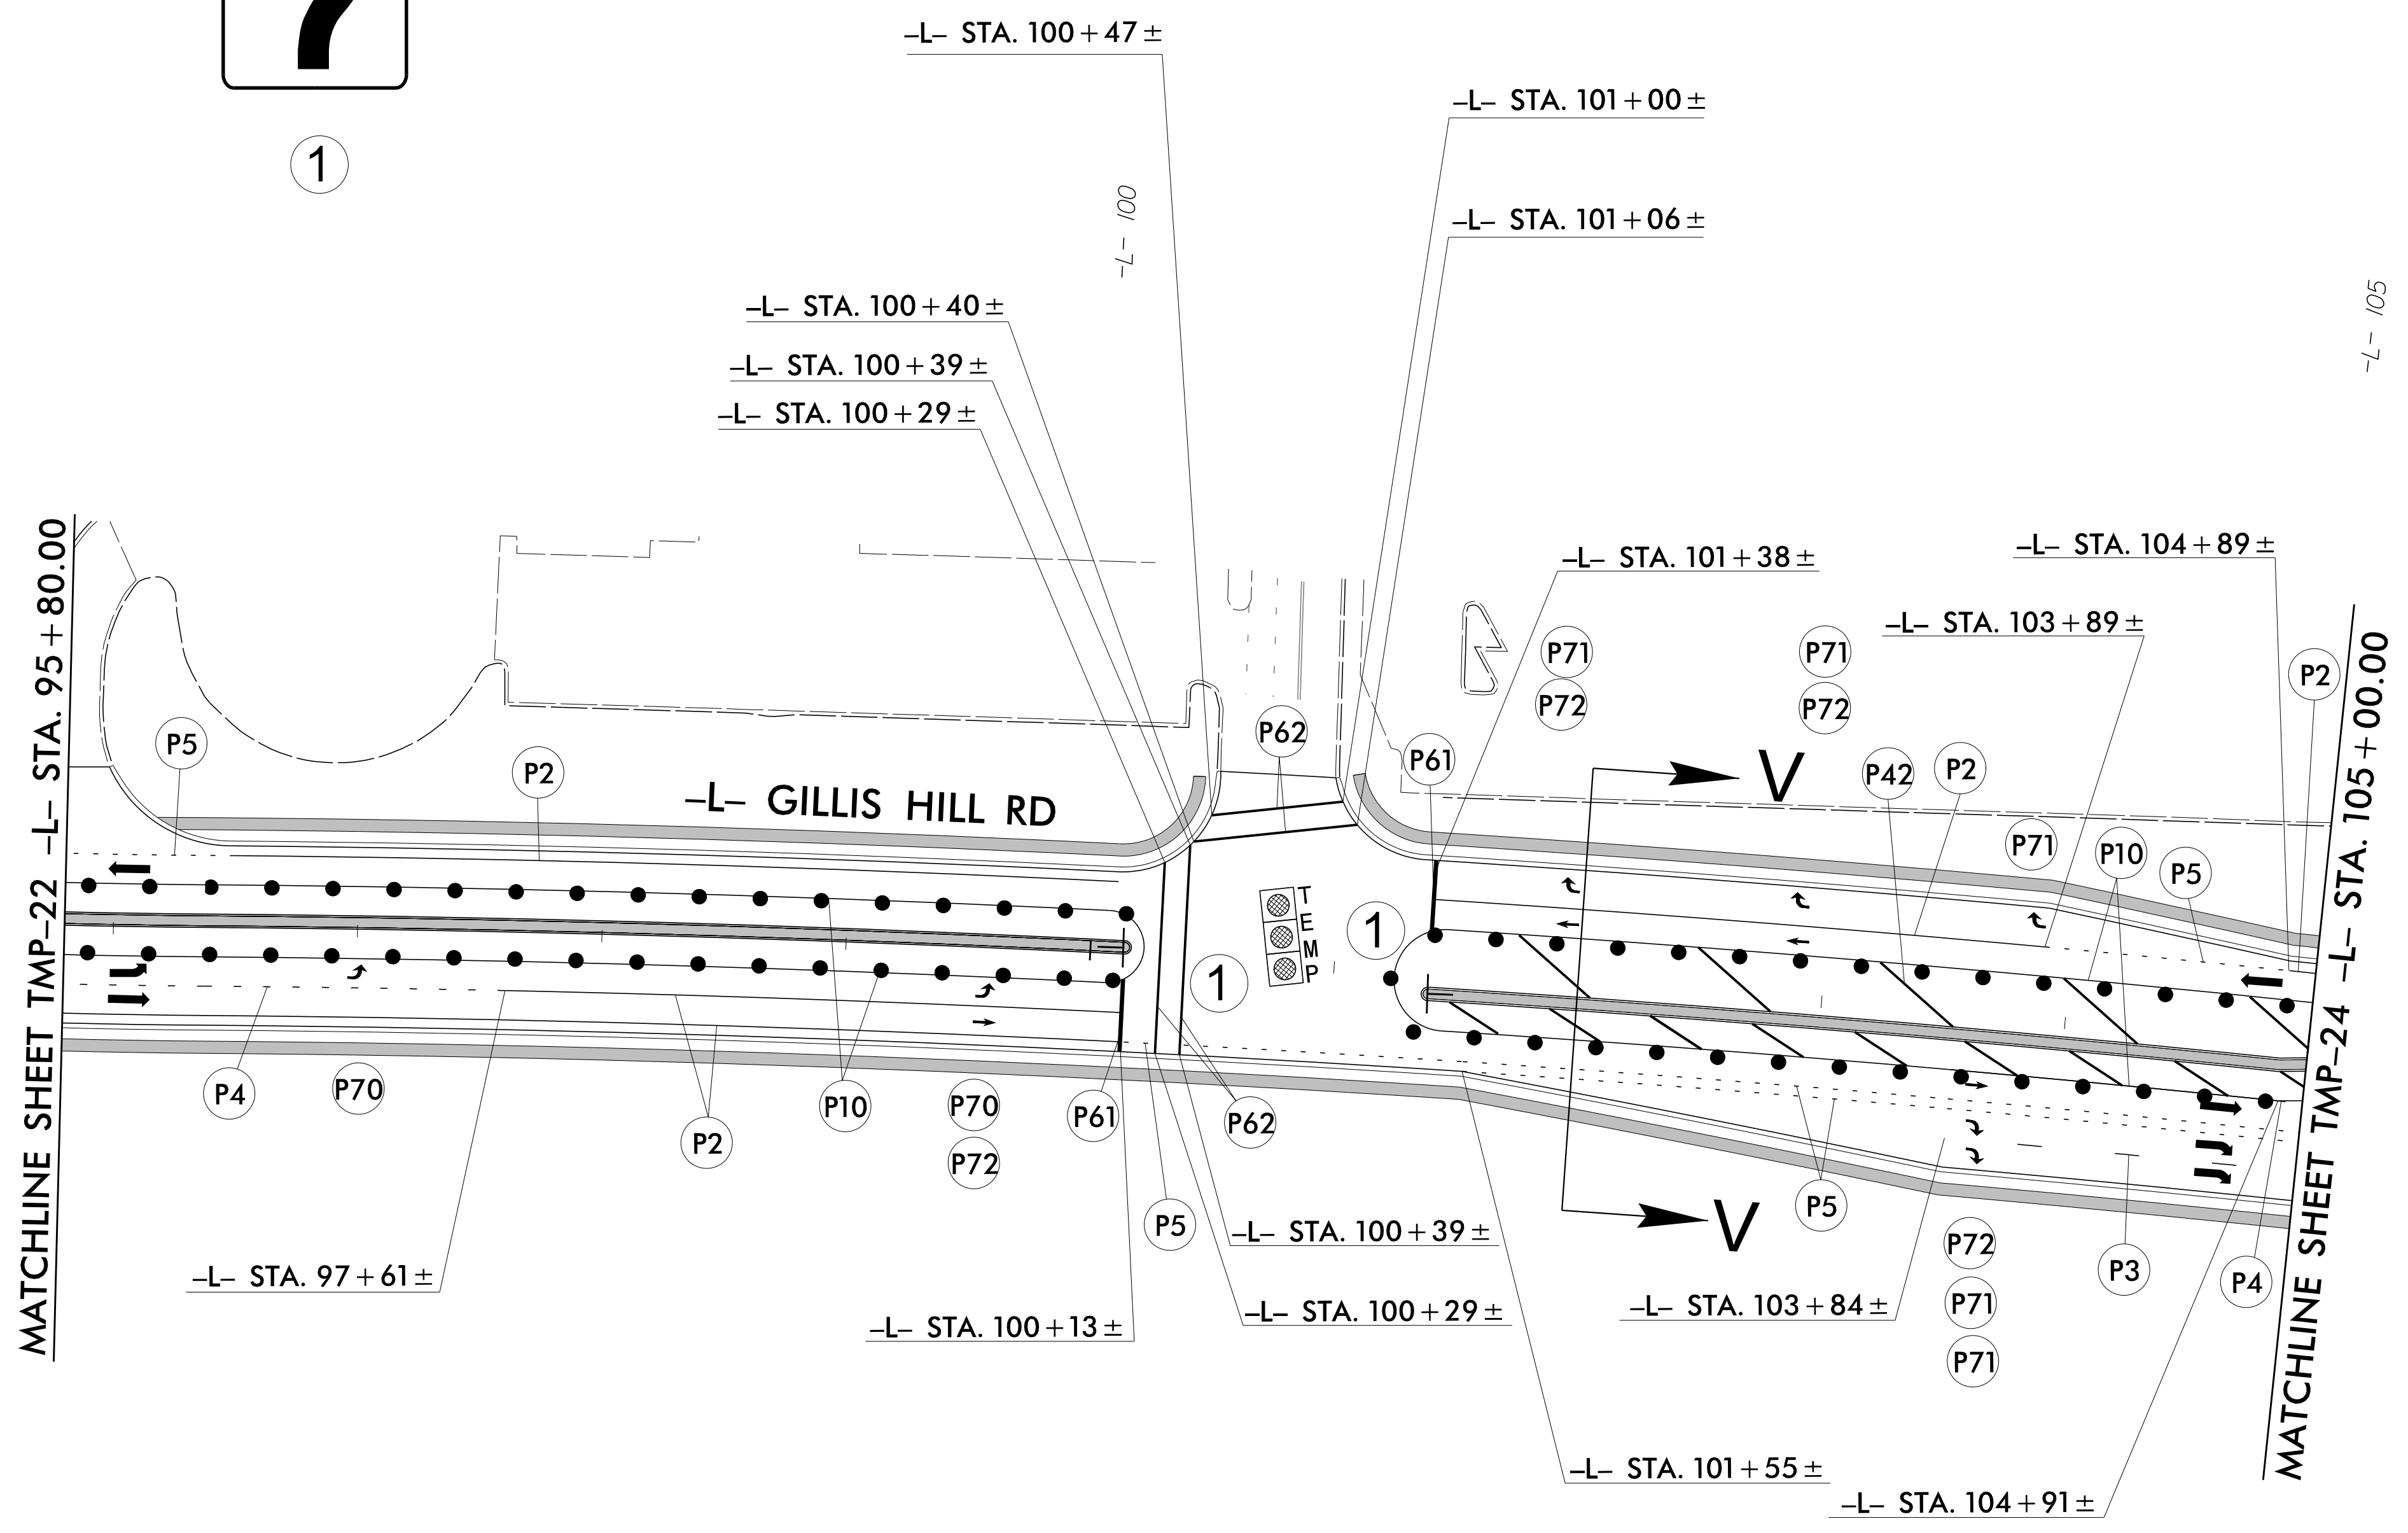 7
1
-L- STA. 100+47±
-L- STA. 101+00±
-L- STA. 101+06±
-L- 100
-L- 105
-L- STA. 100+40±
-L- STA. 100+39±
-L- STA. 100+29±
-L- STA. 101+38±
-L- STA. 104+89±
-L- STA. 103+89±
MATCHLINE SHEET TMP-22 -L- STA. 95+80.00
MATCHLINE SHEET TMP-24 -L- STA. 105+00.00
P71
P72
P71
P72
P2
P5
P2
P62
P61
V
P42
P2
-L- GILLIS HILL RD
P71
P10
P5
TEMP
1
1
P4
P70
P2
P10
P70
P72
P61
P62
P5
V
P5
P72
P71
P71
P3
P4
-L- STA. 100+39±
-L- STA. 97+61±
-L- STA. 100+29±
-L- STA. 103+84±
-L- STA. 100+13±
-L- STA. 101+55±
-L- STA. 104+91±